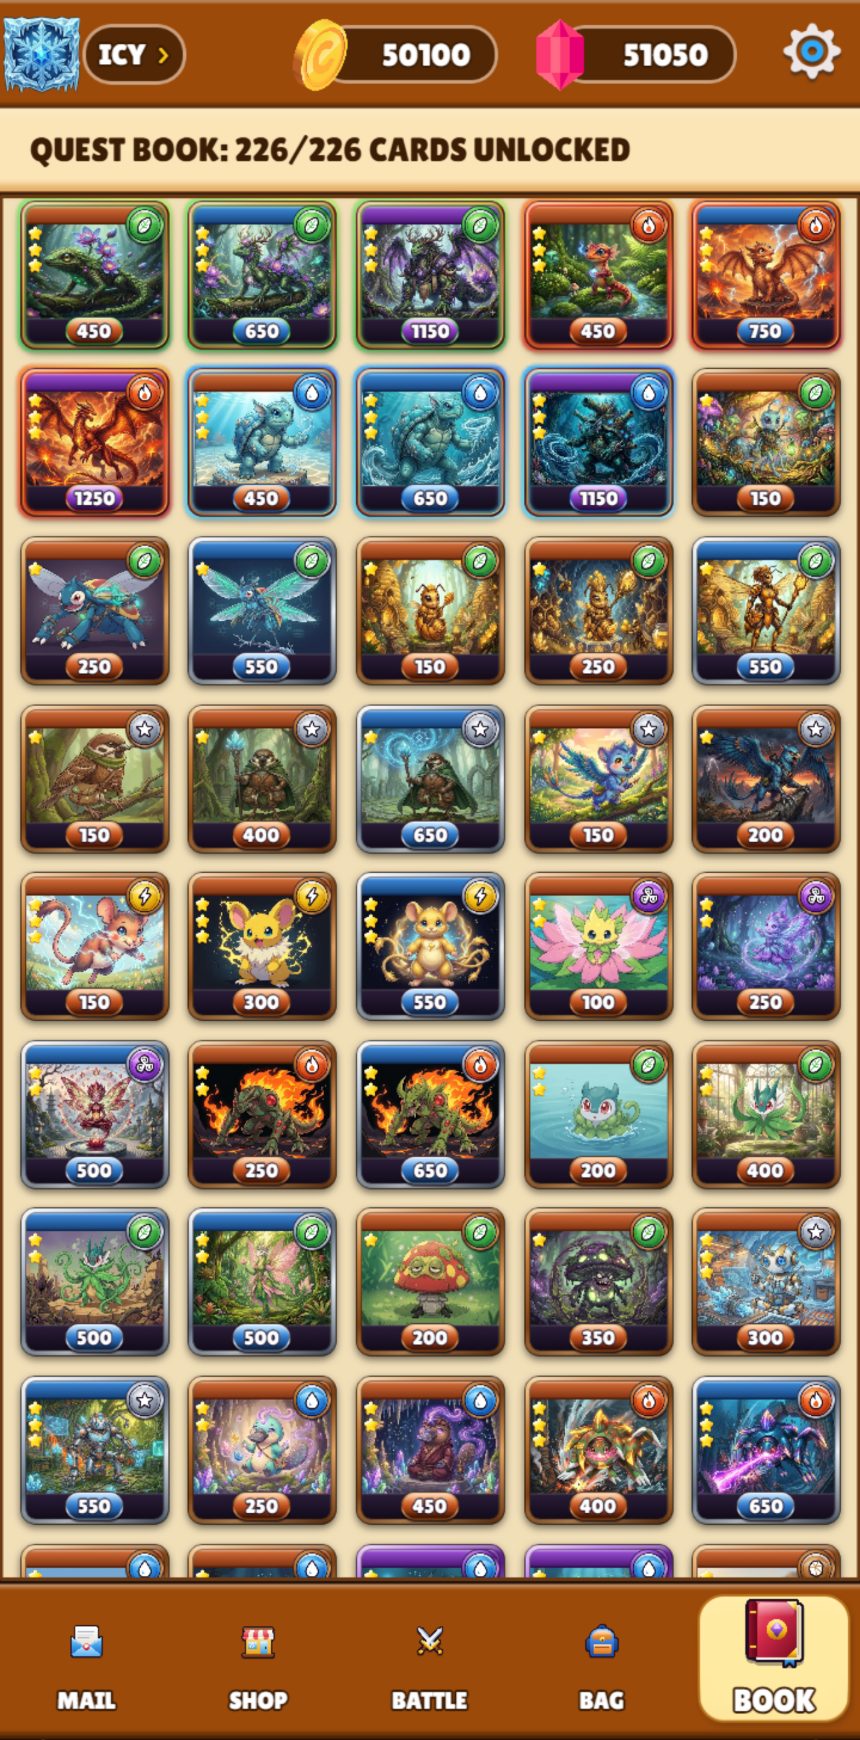 ICY >
50100
51050
QUEST BOOK: 226/226 CARDS UNLOCKED
450 650 1150 450 750
1250 450 650 1150 150
250 550 150 250 550
150 400 650 150 200
150 300 550 100 250
500 250 650 200 400
500 500 200 350 300
550 250 450 400 650
MAIL SHOP BATTLE BAG BOOK